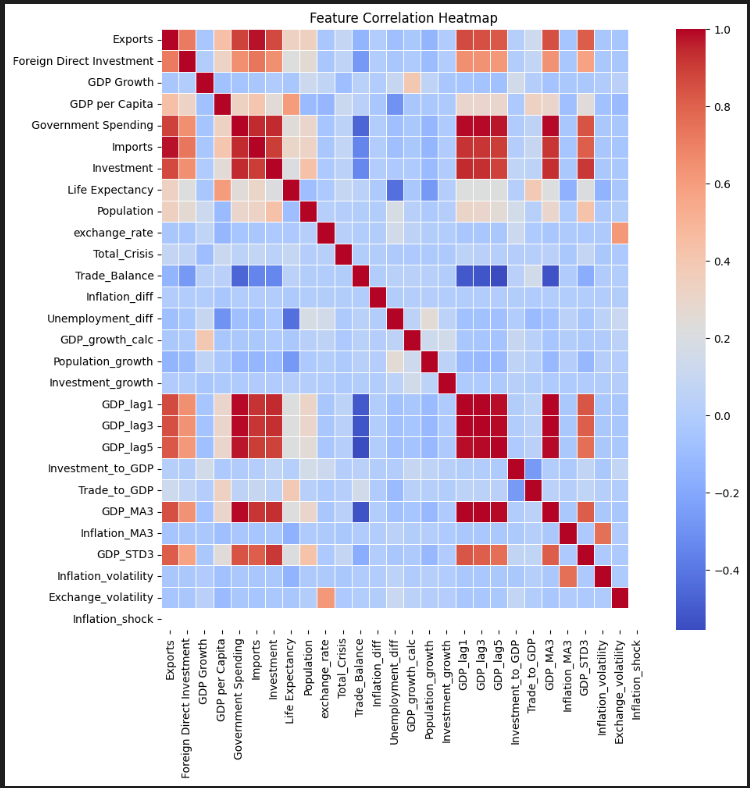 Feature Correlation Heatmap
Exports
Foreign Direct Investment
GDP Growth
GDP per Capita
Government Spending
Imports
Investment
Life Expectancy
Population
exchange_rate
Total_Crisis
Trade_Balance
Inflation_diff
Unemployment_diff
GDP_growth_calc
Population_growth
Investment_growth
GDP_lag1
GDP_lag3
GDP_lag5
Investment_to_GDP
Trade_to_GDP
GDP_MA3
Inflation_MA3
GDP_STD3
Inflation_volatility
Exchange_volatility
Inflation_shock
Exports
Foreign Direct Investment
GDP Growth
GDP per Capita
Government Spending
Imports
Investment
Life Expectancy
Population
exchange_rate
Total_Crisis
Trade_Balance
Inflation_diff
Unemployment_diff
GDP_growth_calc
Population_growth
Investment_growth
GDP_lag1
GDP_lag3
GDP_lag5
Investment_to_GDP
Trade_to_GDP
GDP_MA3
Inflation_MA3
GDP_STD3
Inflation_volatility
Exchange_volatility
Inflation_shock
1.0
0.8
0.6
0.4
0.2
0.0
−0.2
−0.4